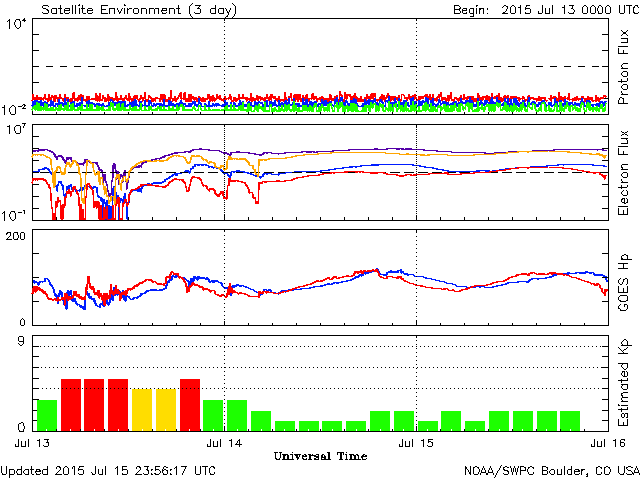 Satellite Environment (3 day) Begin: 2015 Jul 13 0000 UTC
10⁴
Proton Flux
10⁻²
10⁷
Electron Flux
10⁻¹
200
GOES Hp
0
9
Estimated Kp
0
Jul 13 Jul 14 Jul 15 Jul 16
Universal Time
Updated 2015 Jul 15 23:56:17 UTC NOAA/SWPC Boulder, CO USA